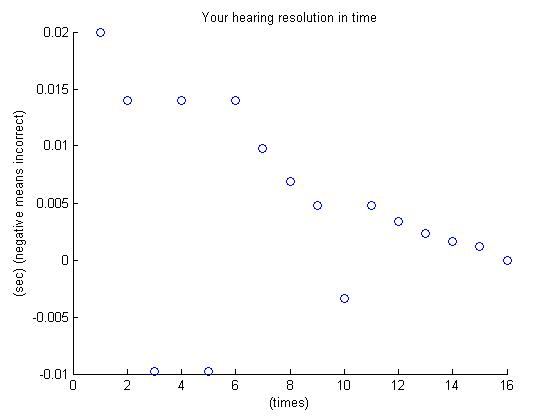 Your hearing resolution in time
(sec) (negative means incorrect)
0.02
0.015
0.01
0.005
0
-0.005
-0.01
0 2 4 6 8 10 12 14 16
(times)